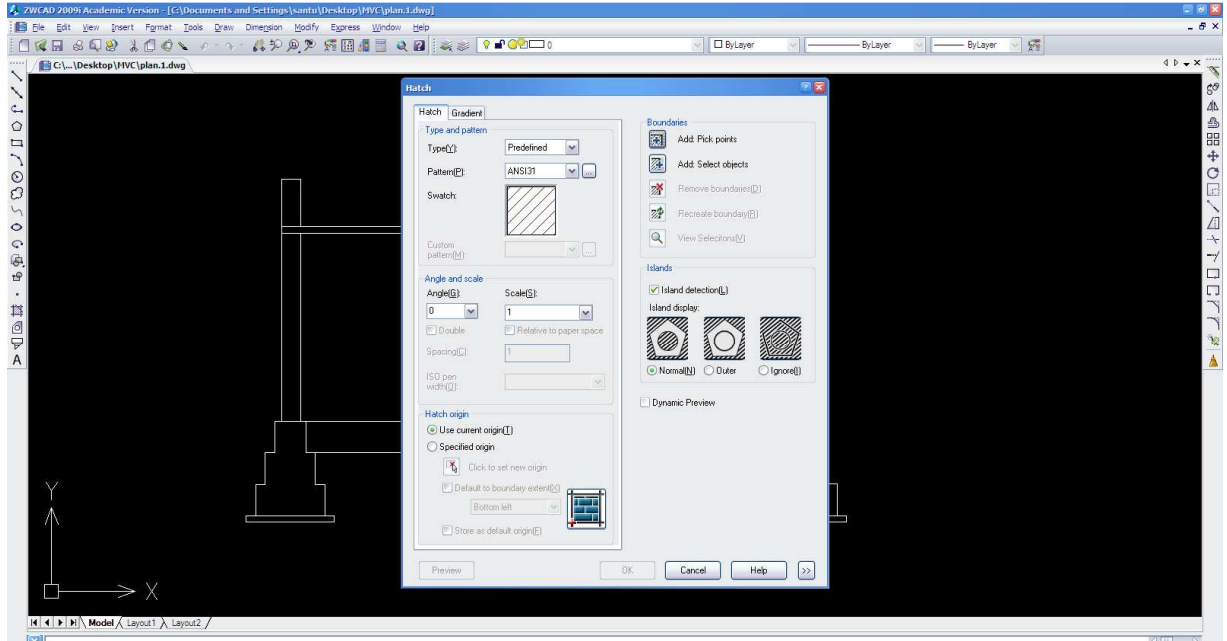 ZWCAD 2009i Academic Version - [C:\Documents and Settings\santu\Desktop\MVC\plan.1.dwg]
File Edit View Insert Format Tools Draw Dimension Modify Express Window Help
0 ByLayer ByLayer ByLayer
C:\...\Desktop\MVC\plan.1.dwg
Hatch
Hatch Gradient
Type and pattern
Type(Y):
Predefined
Pattern(P):
ANSI31
...
Swatch:
Custom pattern(M):
...
Angle and scale
Angle(G):
Scale(S):
0
1
Double
Relative to paper space
Spacing(C):
1
ISO pen width(O):
Hatch origin
Use current origin(T)
Specified origin
Click to set new origin
Default to boundary extent(X)
Bottom left
Store as default origin(F)
Boundaries
Add: Pick points
Add: Select objects
Remove boundaries(D)
Recreate boundary(R)
View Selecitons(V)
Islands
Island detection(L)
Island display:
Normal(N)
Outer
Ignore(I)
Dynamic Preview
Preview
OK
Cancel
Help
>>
A
Y
X
Model Layout1 Layout2